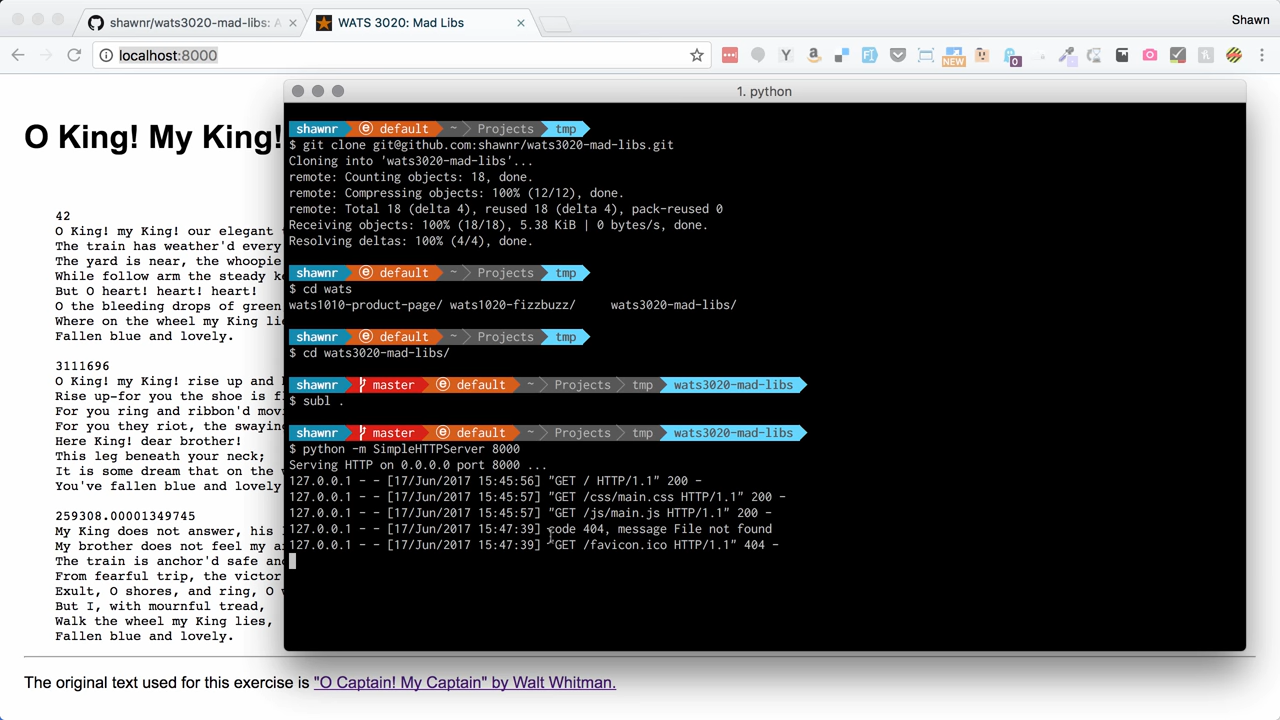 shawnr/wats3020-mad-libs: A
WATS 3020: Mad Libs
Shawn
localhost:8000
NEW
0
1. python
O King! My King!
42
O King! my King! our elegant
The train has weather'd every
The yard is near, the whoopie
While follow arm the steady
But O heart! heart! heart!
O the bleeding drops of green
Where on the wheel my King
Fallen blue and lovely.
3111696
O King! my King! rise up and
Rise up-for you the shoe is
For you ring and ribbon'd
For you they riot, the swaying
Here King! dear brother!
This leg beneath your neck;
It is some dream that on the
You've fallen blue and lovely
259308.00001349745
My King does not answer, his
My brother does not feel my
The train is anchor'd safe
From fearful trip, the victor
Exult, O shores, and ring, O
But I, with mournful tread,
Walk the wheel my King lies,
Fallen blue and lovely.
shawnr ⓔ default ~ Projects tmp
$ git clone git@github.com:shawnr/wats3020-mad-libs.git
Cloning into 'wats3020-mad-libs'...
remote: Counting objects: 18, done.
remote: Compressing objects: 100% (12/12), done.
remote: Total 18 (delta 4), reused 18 (delta 4), pack-reused 0
Receiving objects: 100% (18/18), 5.38 KiB | 0 bytes/s, done.
Resolving deltas: 100% (4/4), done.
shawnr ⓔ default ~ Projects tmp
$ cd wats
wats1010-product-page/ wats1020-fizzbuzz/ wats3020-mad-libs/
shawnr ⓔ default ~ Projects tmp
$ cd wats3020-mad-libs/
shawnr master ⓔ default ~ Projects tmp wats3020-mad-libs
$ subl .
shawnr master ⓔ default ~ Projects tmp wats3020-mad-libs
$ python -m SimpleHTTPServer 8000
Serving HTTP on 0.0.0.0 port 8000 ...
127.0.0.1 - - [17/Jun/2017 15:45:56] "GET / HTTP/1.1" 200 -
127.0.0.1 - - [17/Jun/2017 15:45:57] "GET /css/main.css HTTP/1.1" 200 -
127.0.0.1 - - [17/Jun/2017 15:45:57] "GET /js/main.js HTTP/1.1" 200 -
127.0.0.1 - - [17/Jun/2017 15:47:39] code 404, message File not found
127.0.0.1 - - [17/Jun/2017 15:47:39] "GET /favicon.ico HTTP/1.1" 404 -
The original text used for this exercise is "O Captain! My Captain" by Walt Whitman.